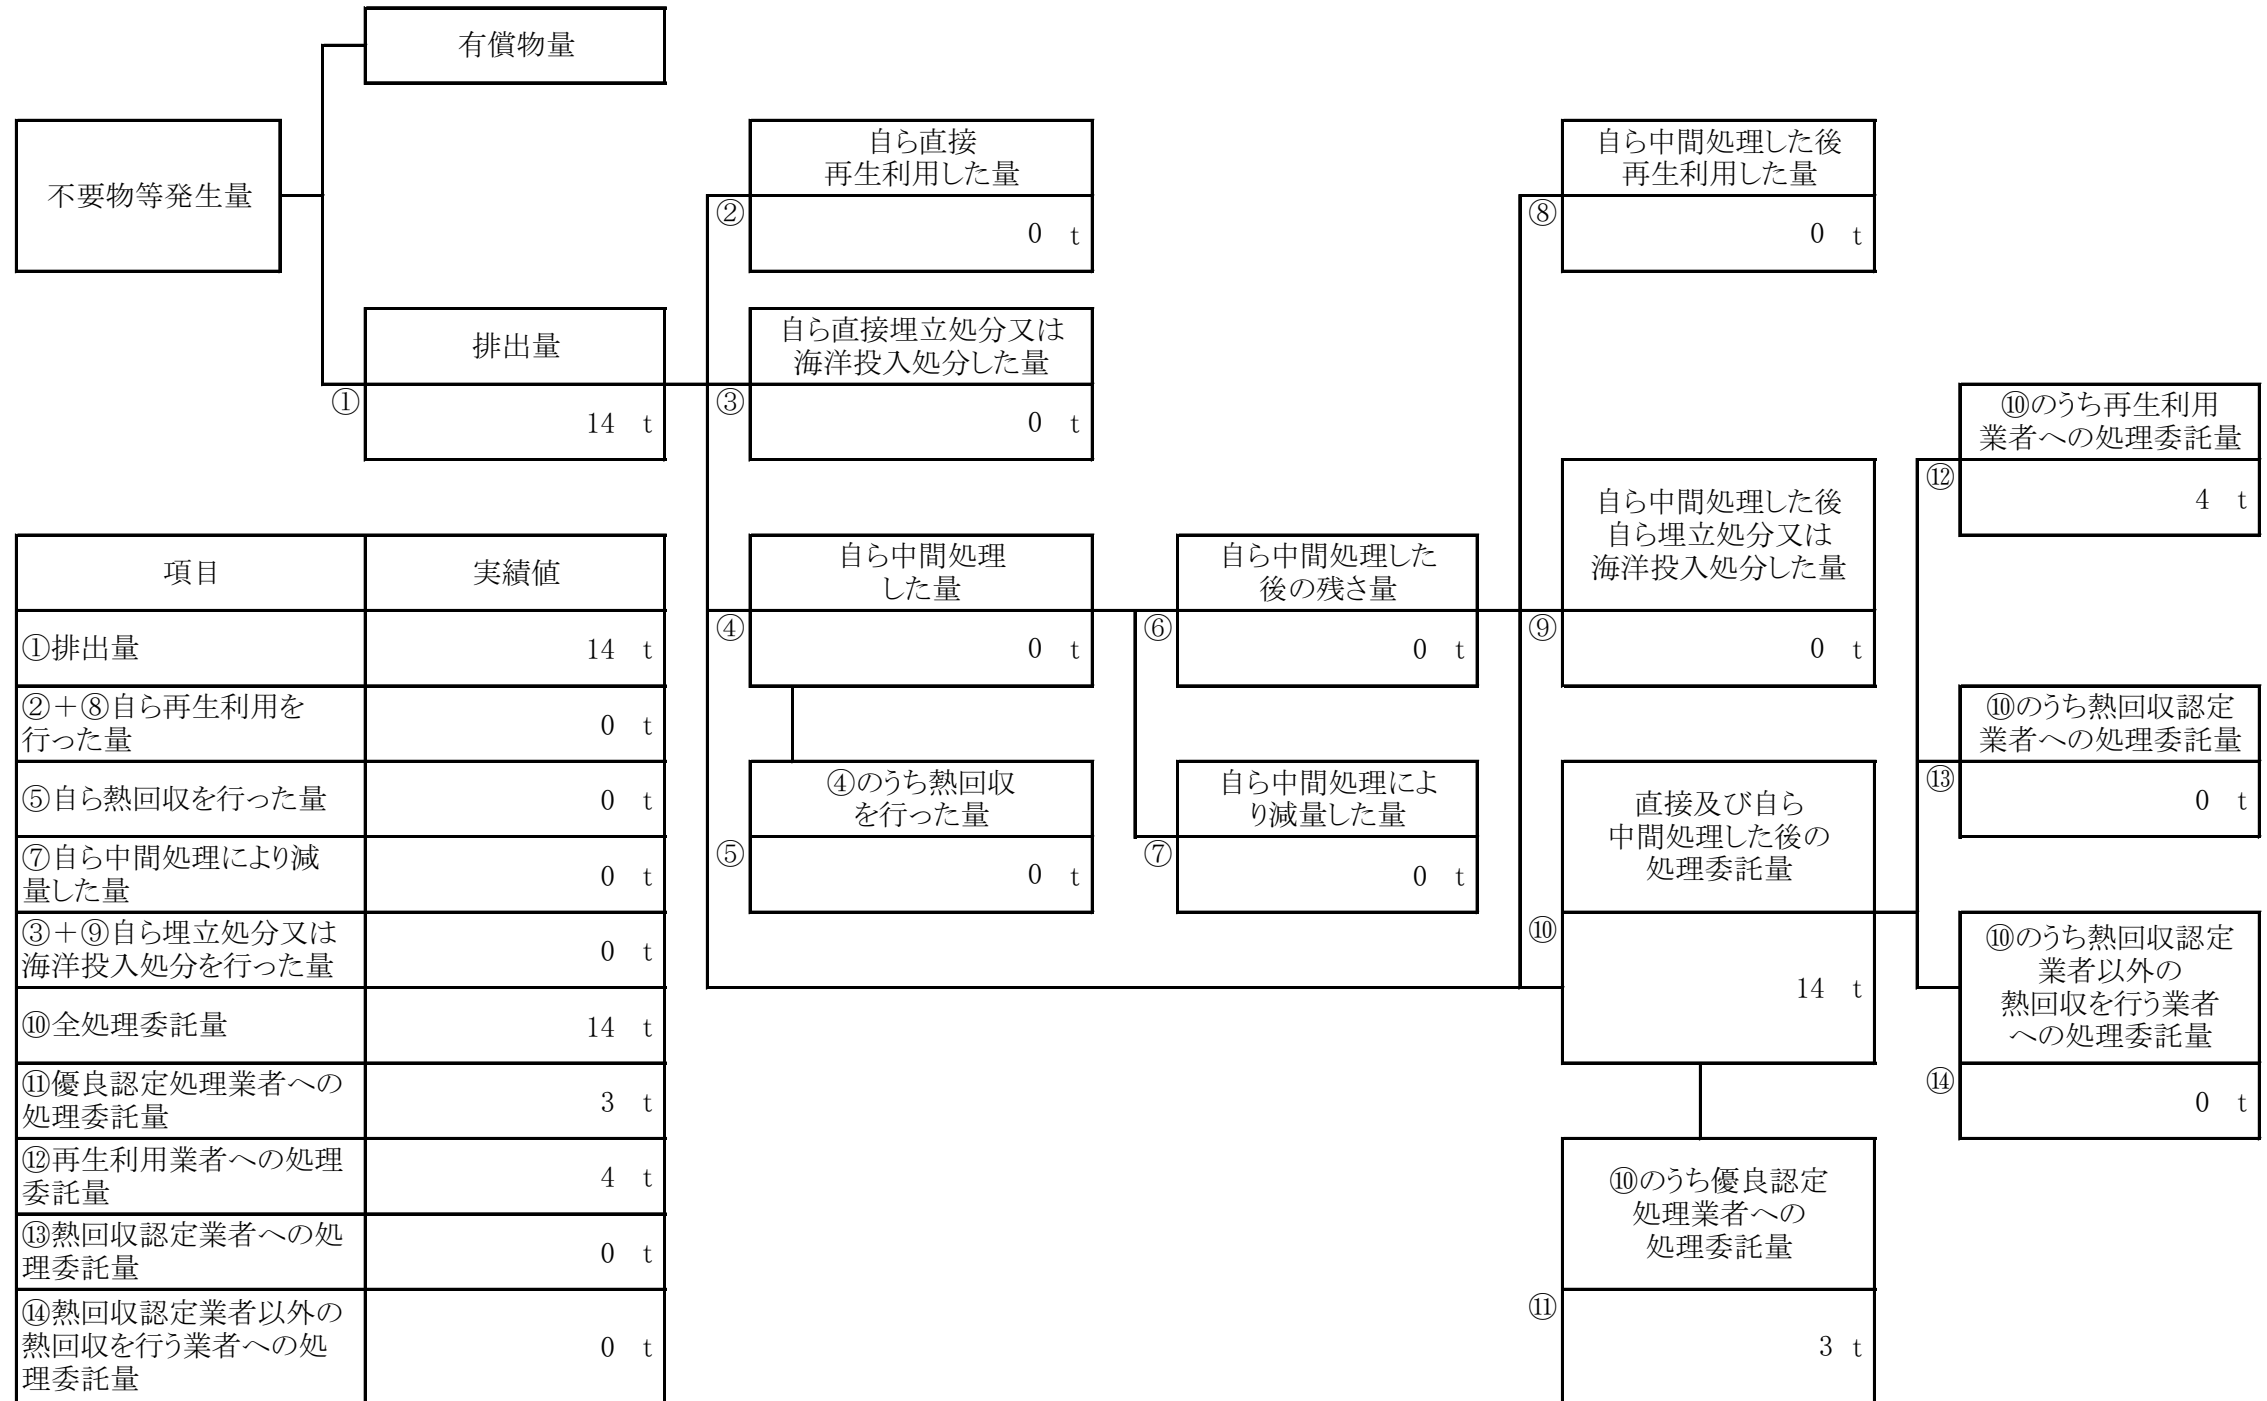 有償物量
不要物等発生量
排出量
①
14 t
自ら直接
再生利用した量
②
0 t
自ら直接埋立処分又は
海洋投入処分した量
③
0 t
自ら中間処理
した量
④
0 t
④のうち熱回収
を行った量
⑤
0 t
自ら中間処理した
後の残さ量
⑥
0 t
自ら中間処理によ
り減量した量
⑦
0 t
自ら中間処理した後
再生利用した量
⑧
0 t
自ら中間処理した後
自ら埋立処分又は
海洋投入処分した量
⑨
0 t
直接及び自ら
中間処理した後の
処理委託量
⑩
14 t
⑩のうち優良認定
処理業者への
処理委託量
⑪
3 t
⑩のうち再生利用
業者への処理委託量
⑫
4 t
⑩のうち熱回収認定
業者への処理委託量
⑬
0 t
⑩のうち熱回収認定
業者以外の
熱回収を行う業者
への処理委託量
⑭
0 t
項目 実績値
①排出量 14 t
②＋⑧自ら再生利用を
行った量 0 t
⑤自ら熱回収を行った量 0 t
⑦自ら中間処理により減
量した量 0 t
③＋⑨自ら埋立処分又は
海洋投入処分を行った量 0 t
⑩全処理委託量 14 t
⑪優良認定処理業者への
処理委託量 3 t
⑫再生利用業者への処理
委託量 4 t
⑬熱回収認定業者への処
理委託量 0 t
⑭熱回収認定業者以外の
熱回収を行う業者への処
理委託量 0 t